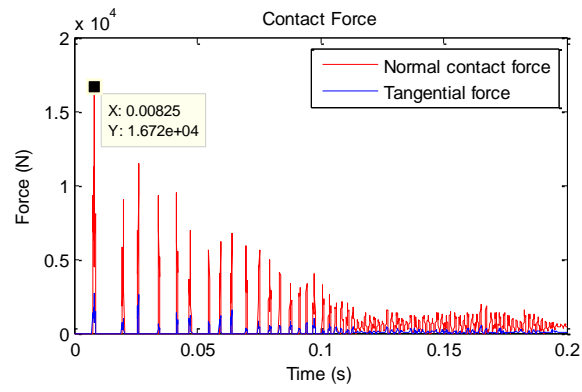 Contact Force
x 10^4
2
1.5
1
0.5
0
Force (N)
Normal contact force
Tangential force
X: 0.00825
Y: 1.672e+04
0 0.05 0.1 0.15 0.2
Time (s)